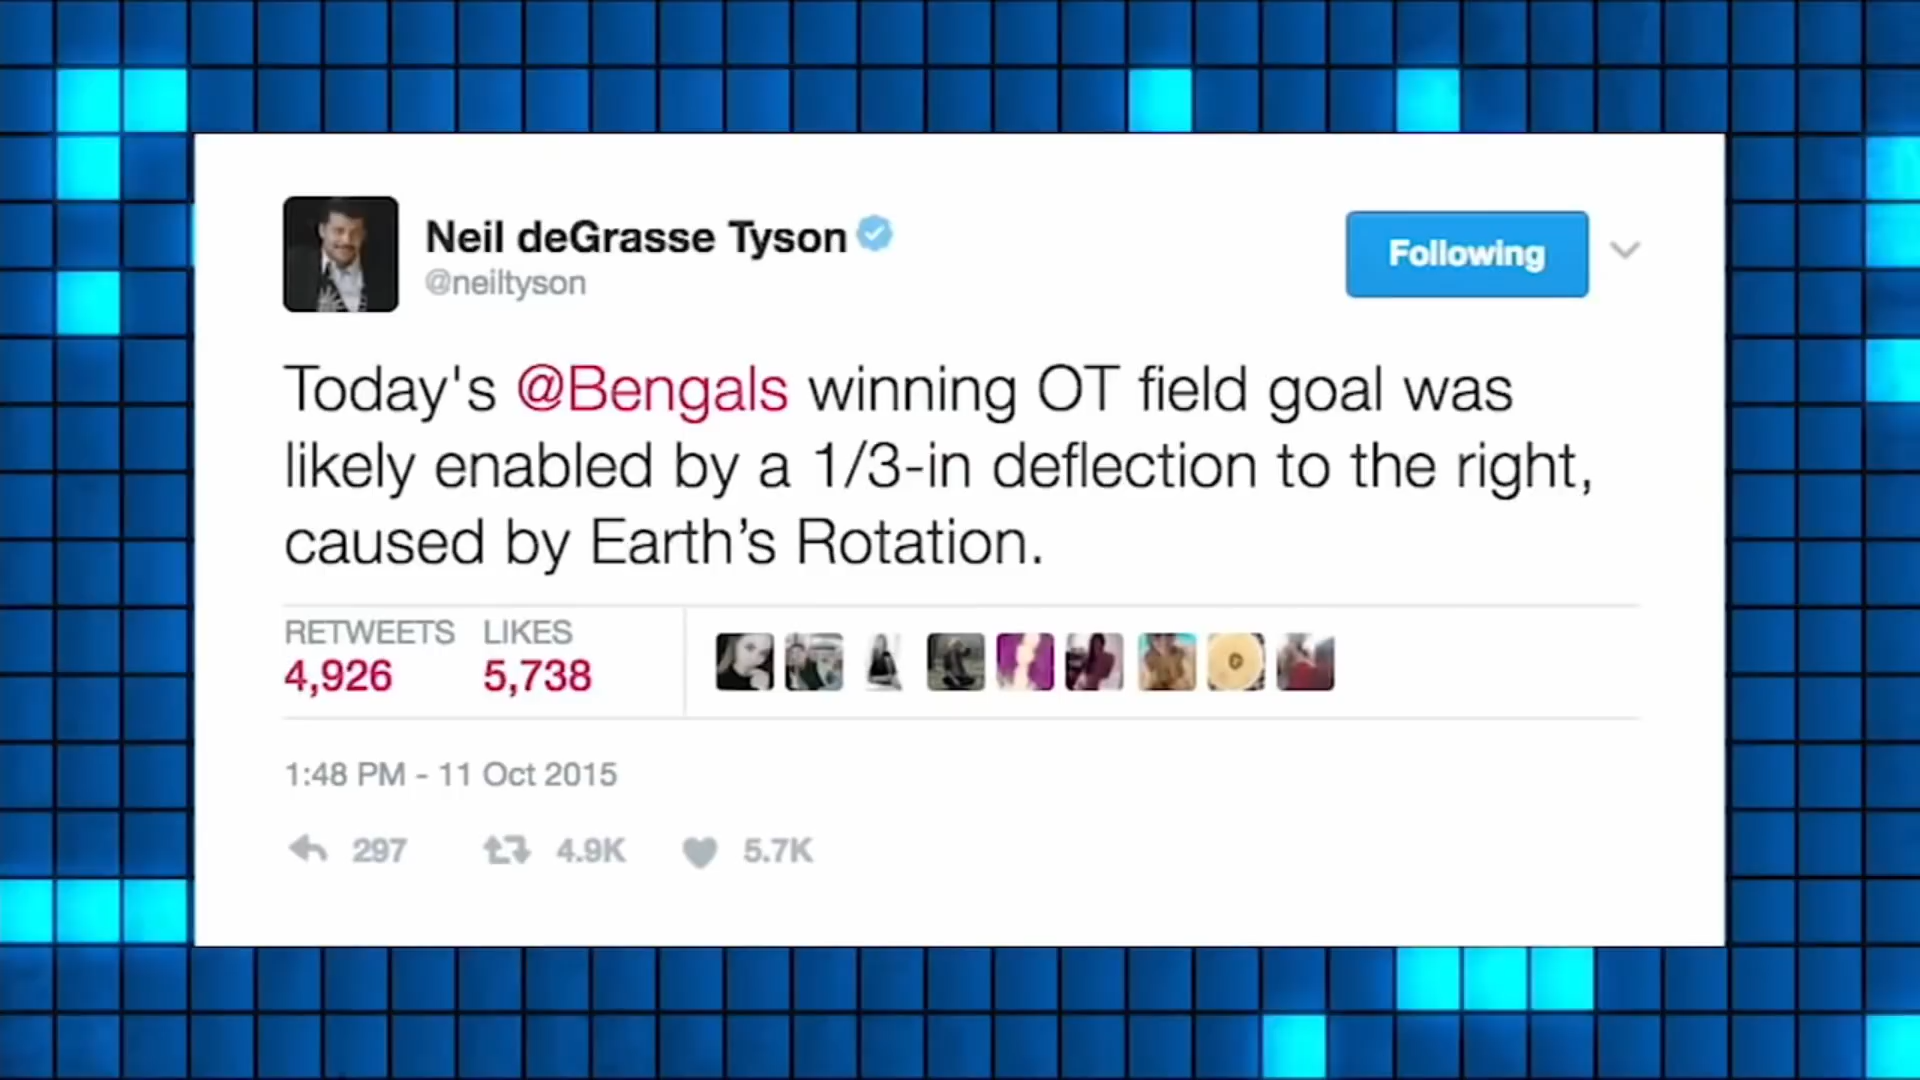 Neil deGrasse Tyson
@neiltyson
Following
Today's @Bengals winning OT field goal was
likely enabled by a 1/3-in deflection to the right,
caused by Earth’s Rotation.
RETWEETS LIKES
4,926 5,738
1:48 PM - 11 Oct 2015
297 4.9K 5.7K